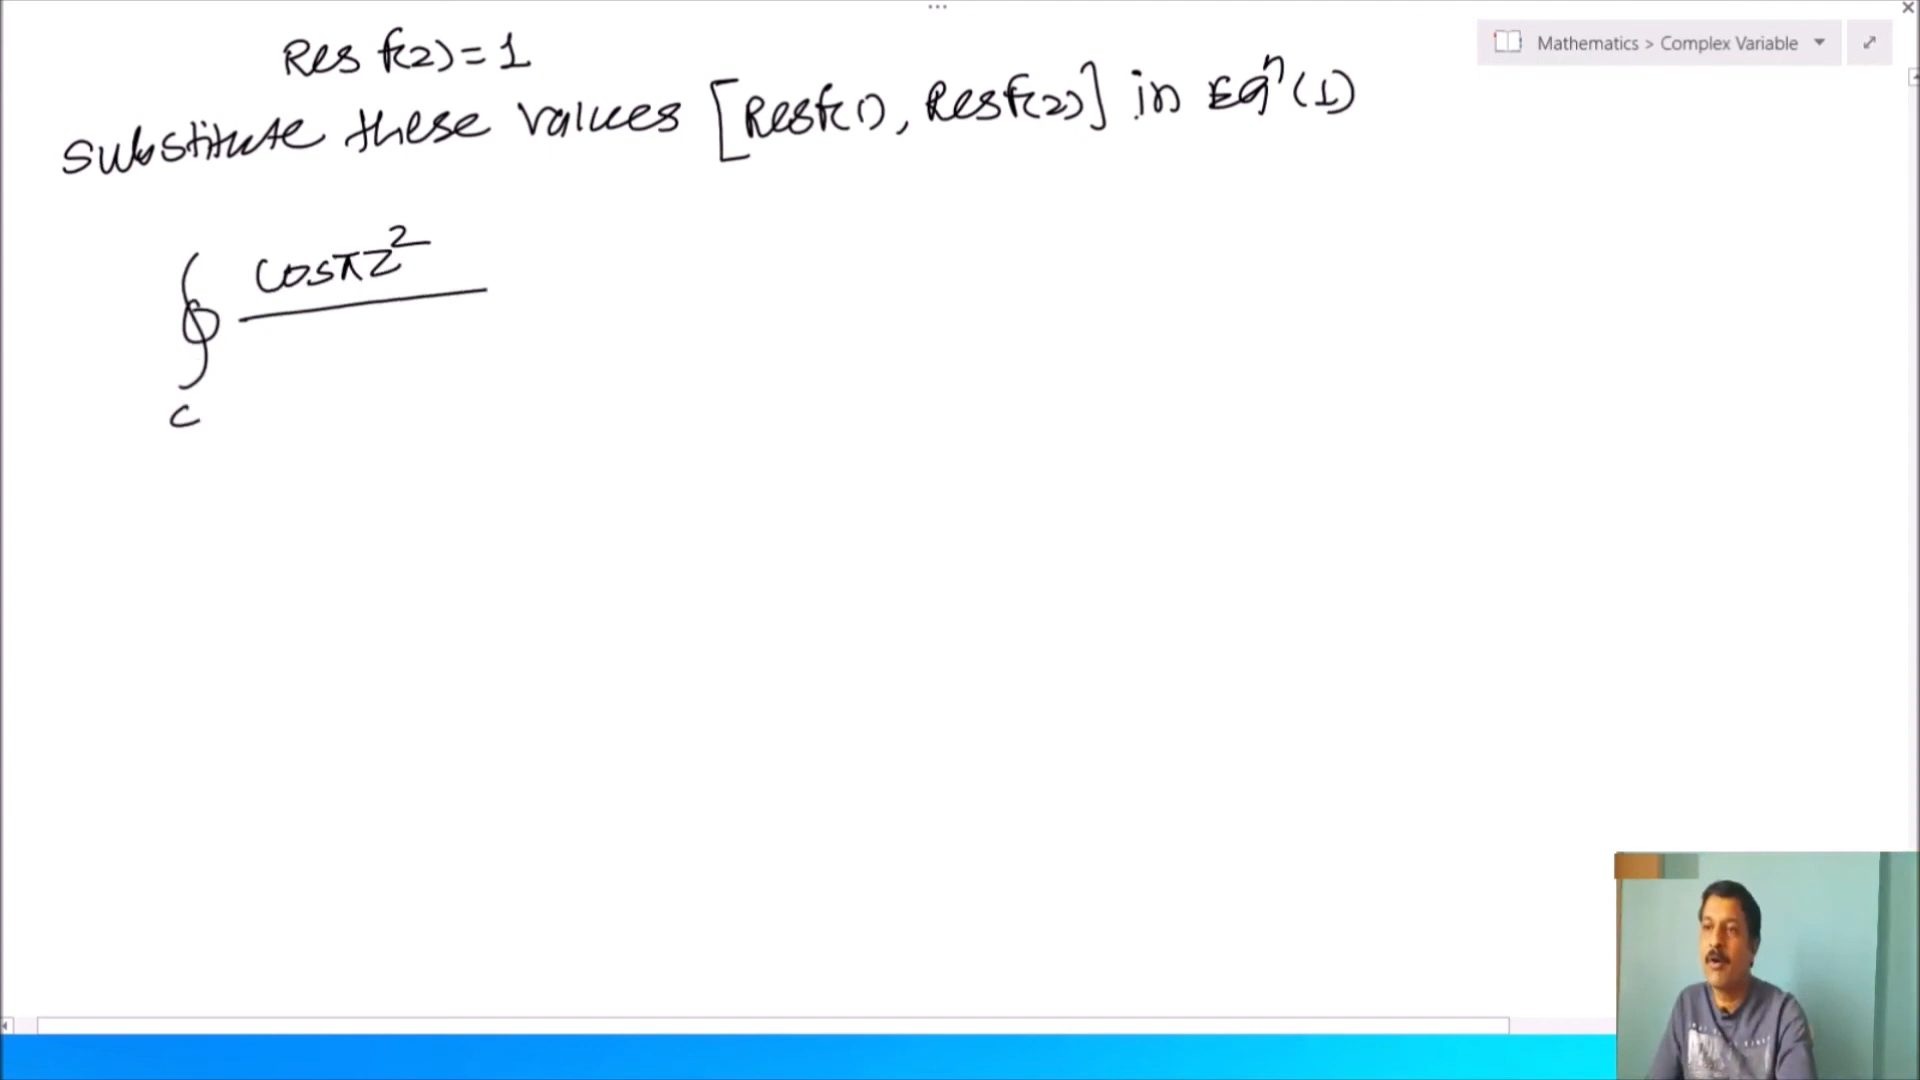 Mathematics > Complex Variable
Res f(2) = 1
substitute these values [Resf(1), Resf(2)] in Eqⁿ(1)
∮ cosπz²
C